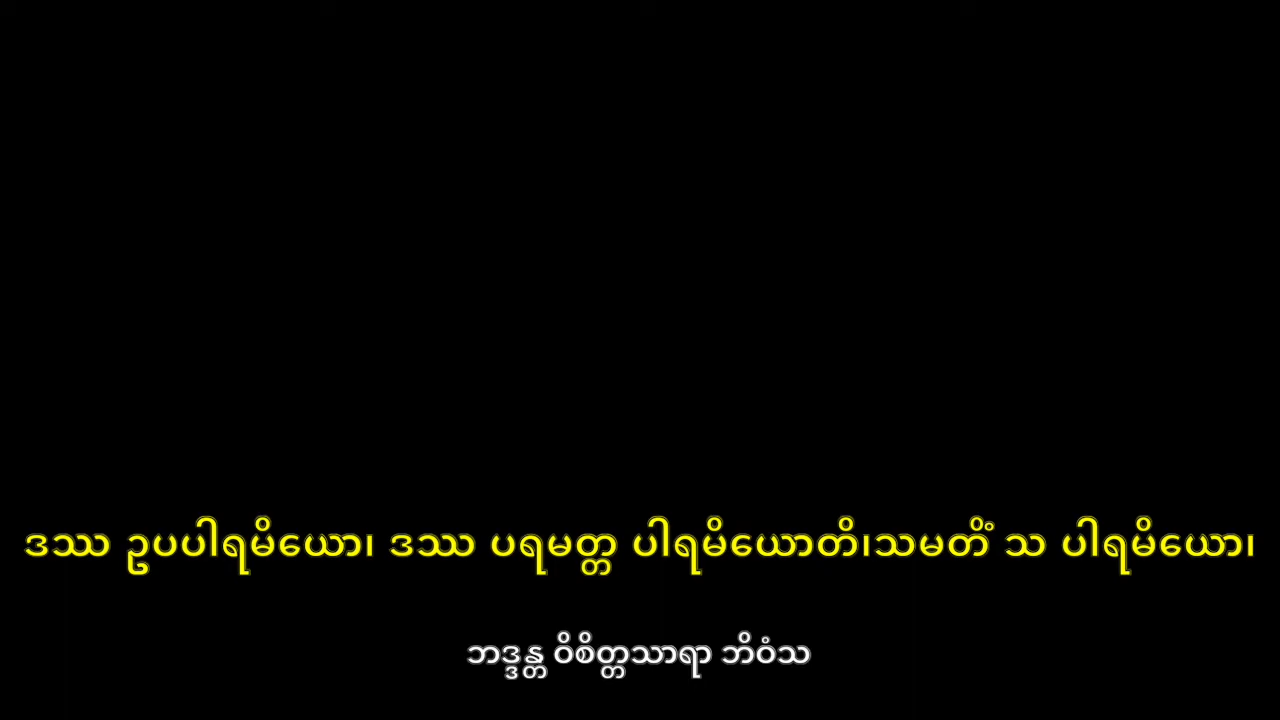 ဒဿ ဥပပါရမိယော၊ ဒဿ ပရမတ္တ ပါရမိယောတိ၊သမတိံ သ ပါရမိယော၊
ဘဒ္ဒန္တ ဝိစိတ္တသာရာ ဘိဝံသ